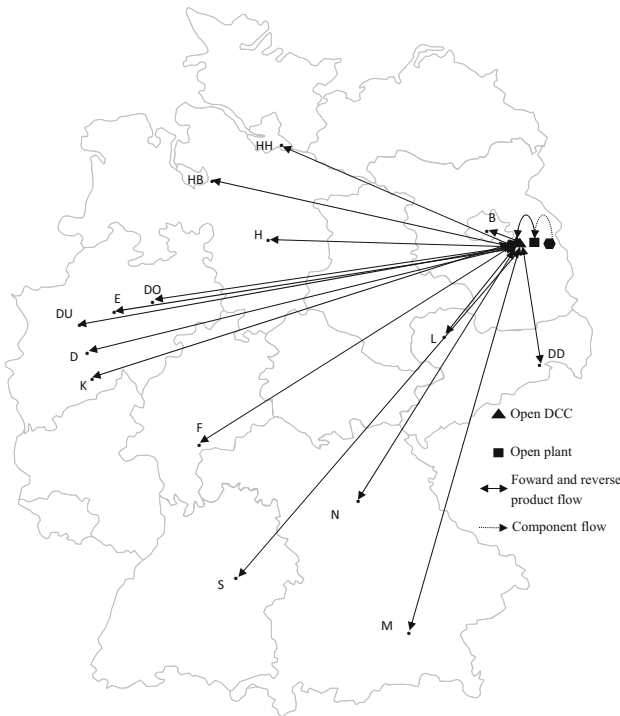 HH
HB
B
H
DO
E
DU
L
D
DD
K
Open DCC
F
Open plant
Foward and reverse
product flow
N
Component flow
S
M